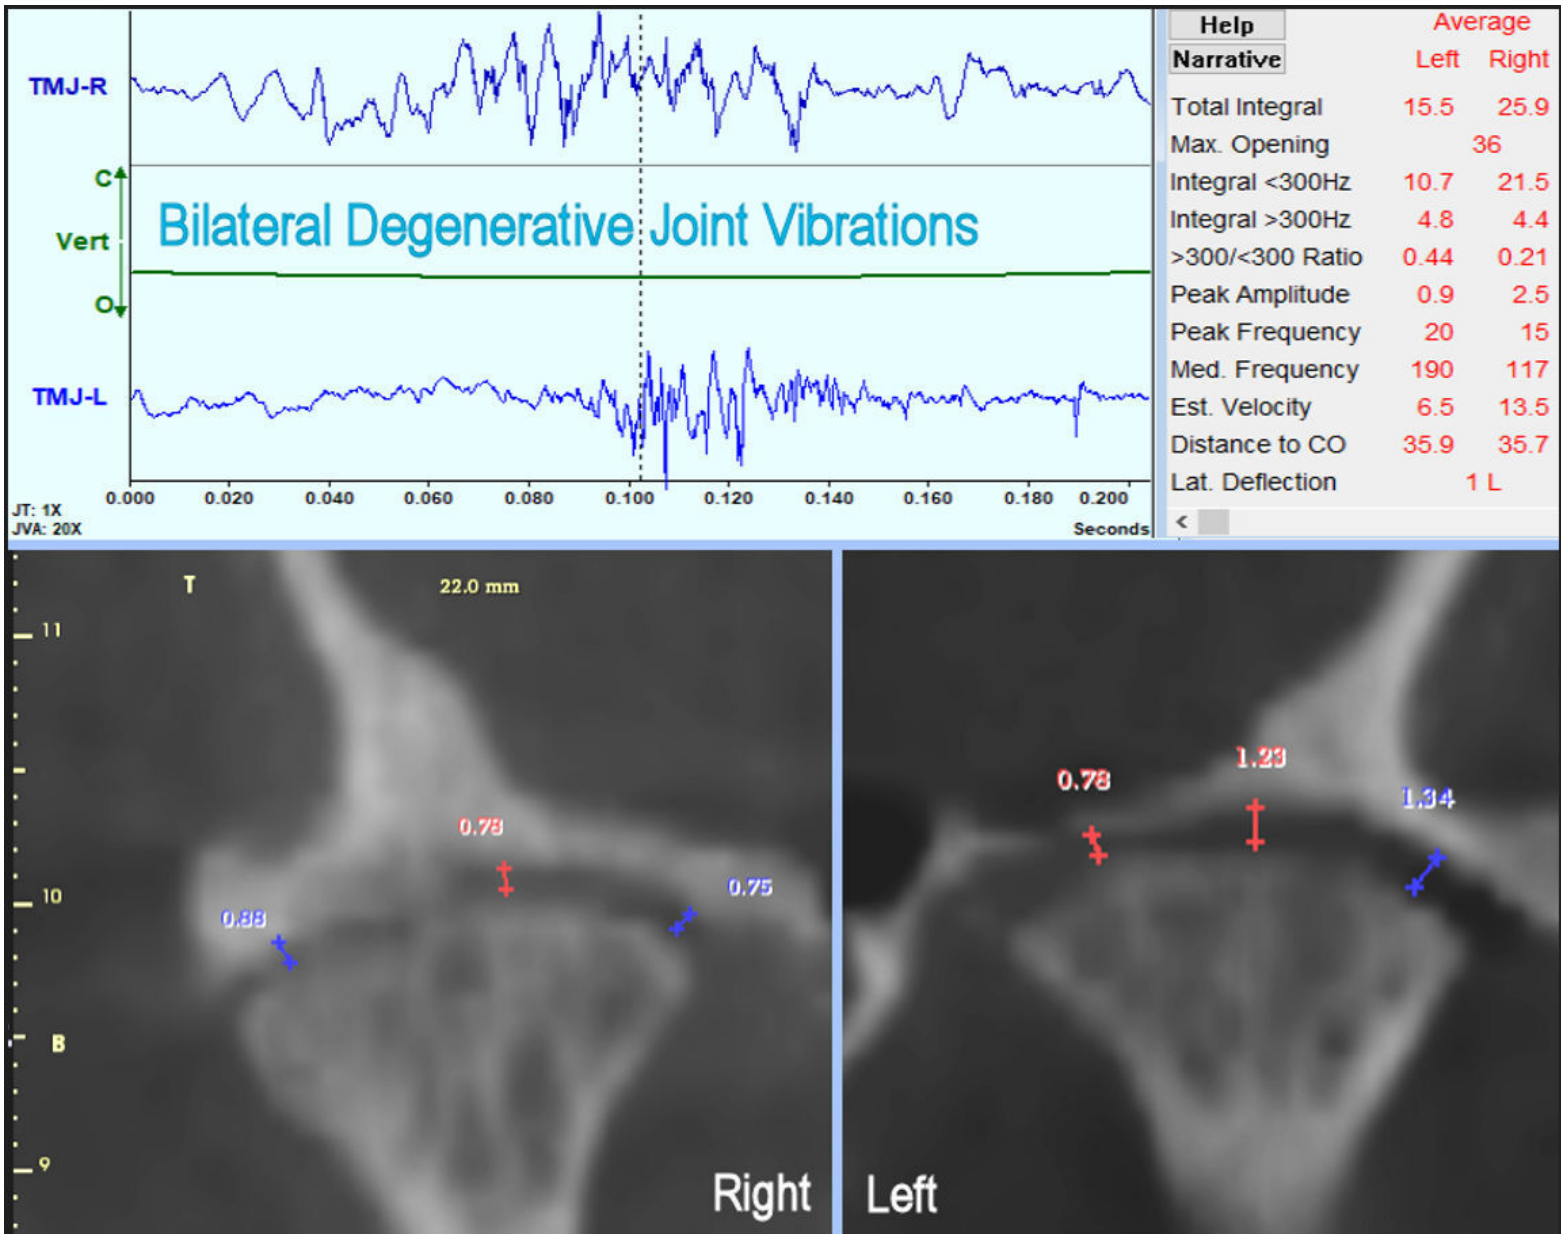 Help Average
Narrative Left Right
TMJ-R
Total Integral 15.5 25.9
Max. Opening 36
C
Integral <300Hz 10.7 21.5
Bilateral Degenerative Joint Vibrations
Integral >300Hz 4.8 4.4
Vert
>300/<300 Ratio 0.44 0.21
O
Peak Amplitude 0.9 2.5
Peak Frequency 20 15
Med. Frequency 190 117
TMJ-L
Est. Velocity 6.5 13.5
Distance to CO 35.9 35.7
Lat. Deflection 1 L
0.000 0.020 0.040 0.060 0.080 0.100 0.120 0.140 0.160 0.180 0.200
JT: 1X
JVA: 20X
Seconds
<
T 22.0 mm
11
0.78
0.75
10
0.88
B
9
Right
0.78
1.23
1.34
Left